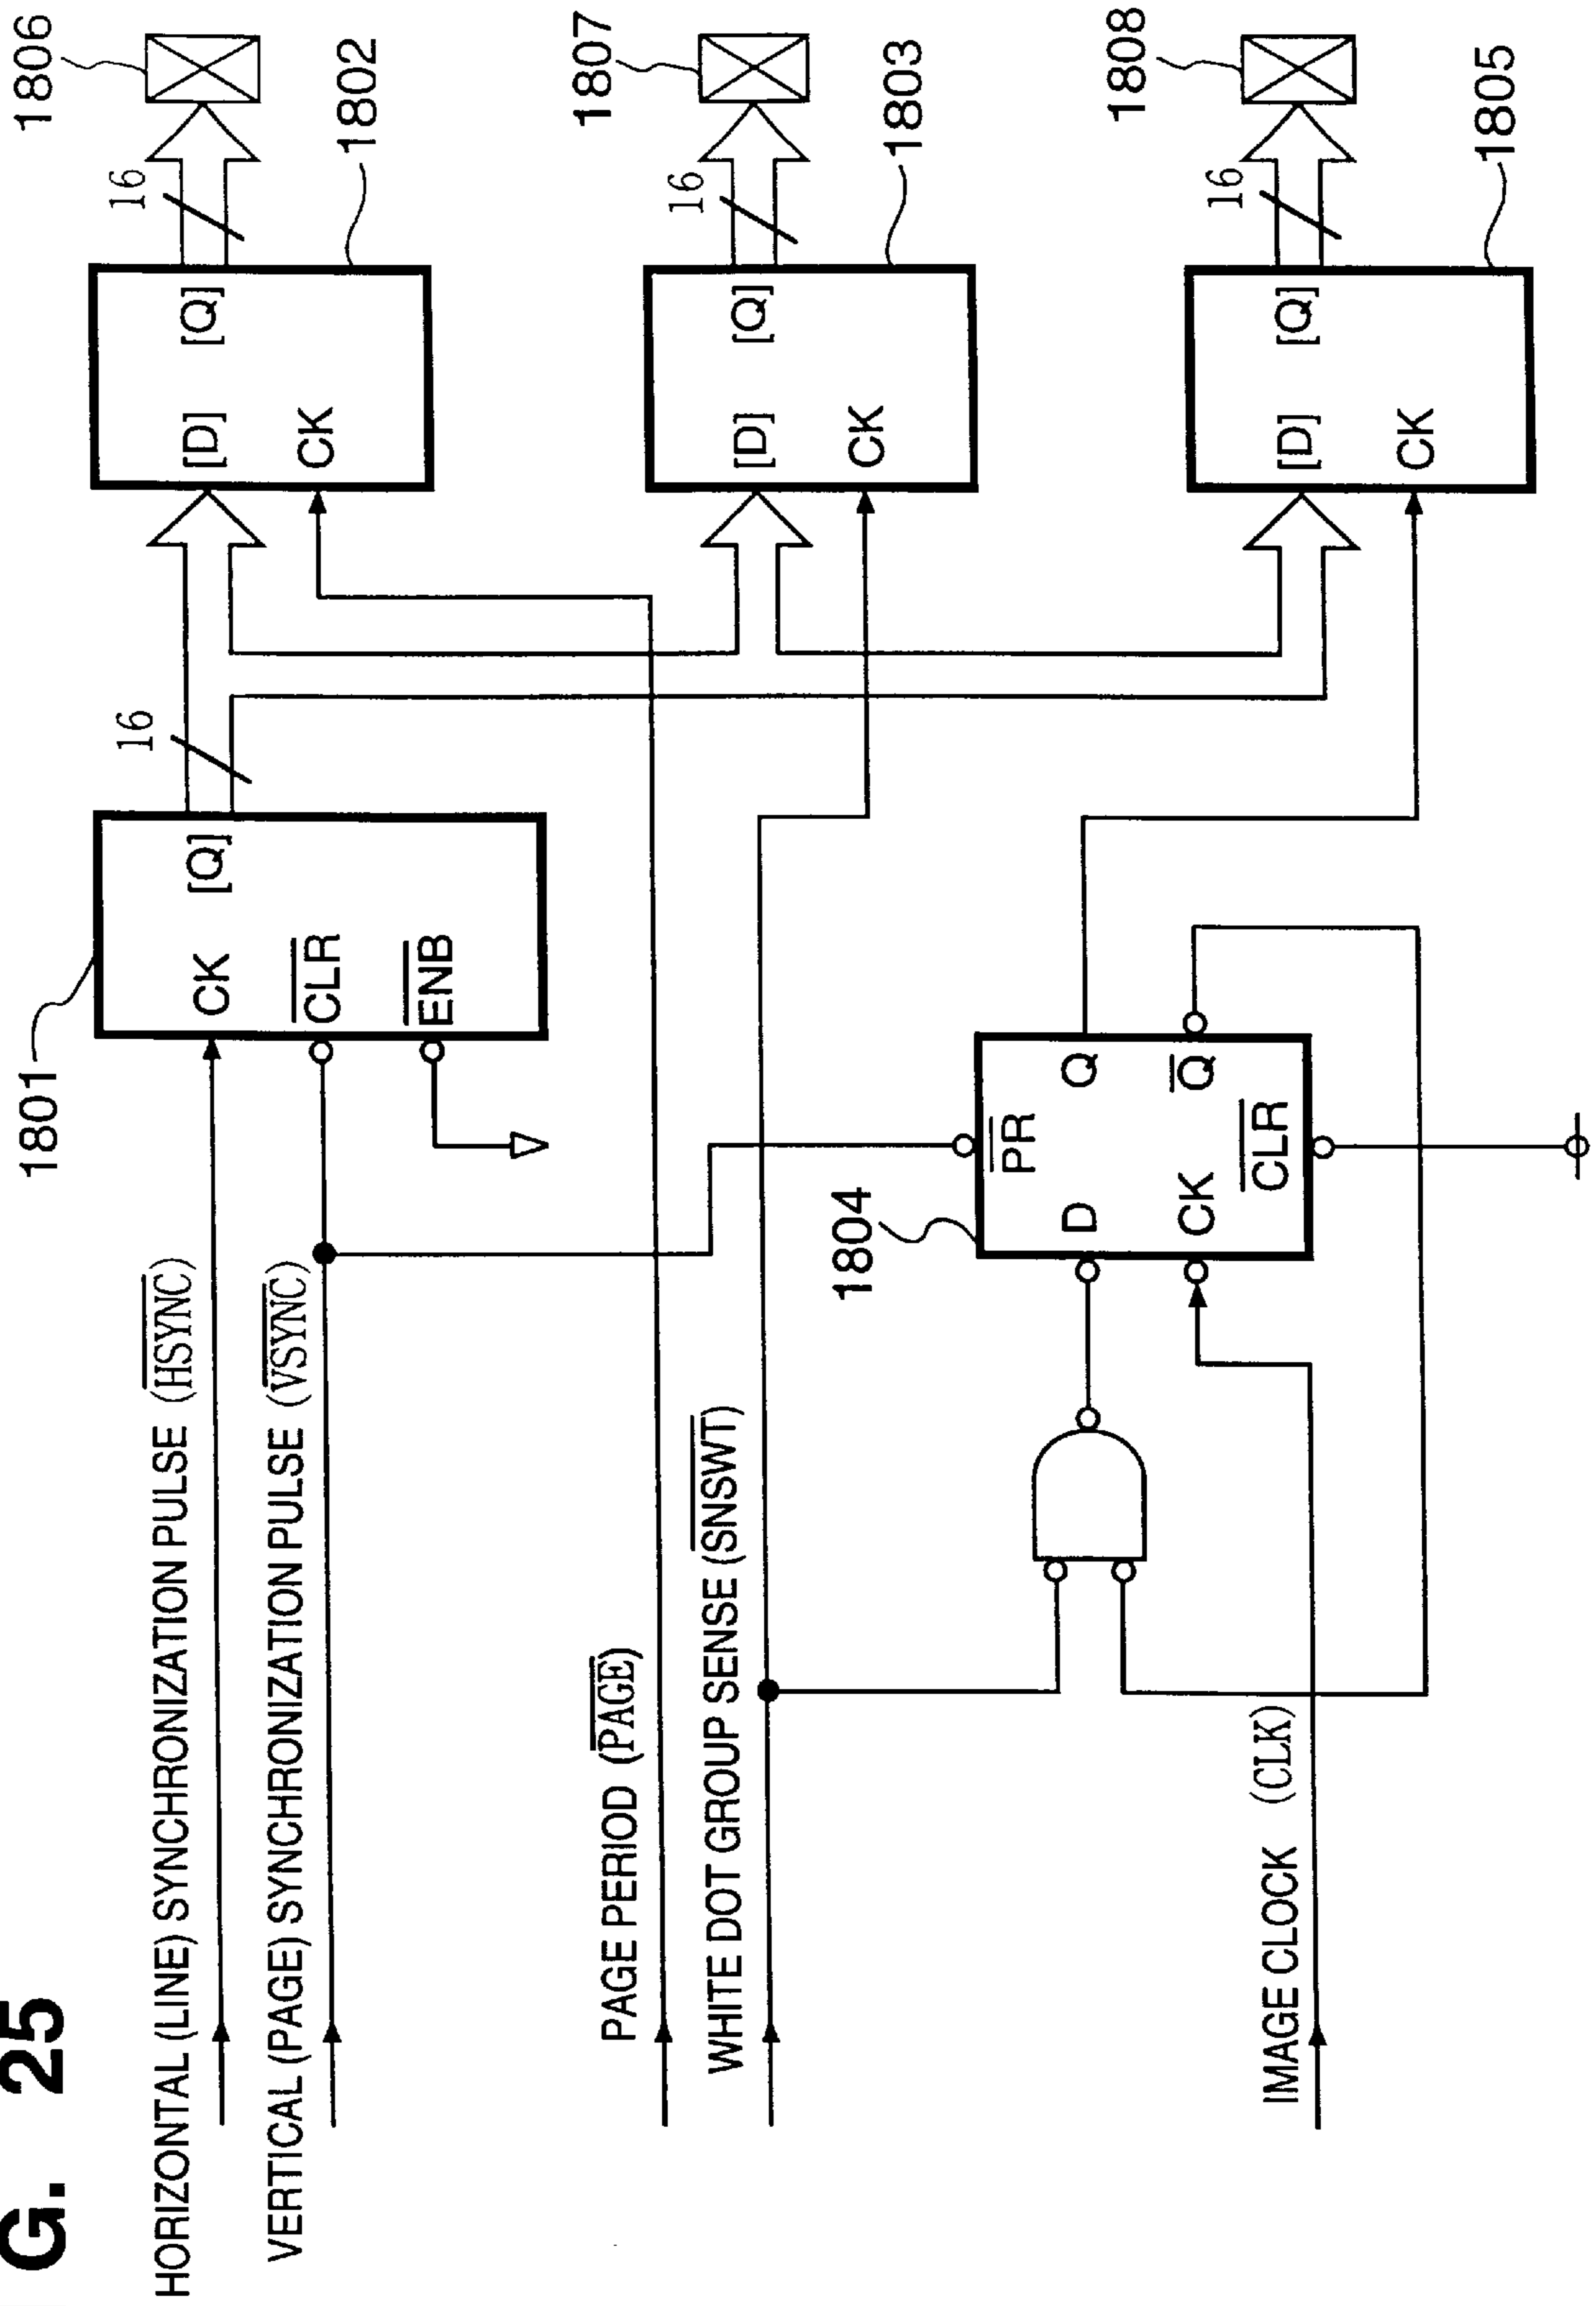 G. 25
HORIZONTAL (LINE) SYNCHRONIZATION PULSE (HSYNC)
VERTICAL (PAGE) SYNCHRONIZATION PULSE (VSYNC)
PAGE PERIOD (PAGE)
WHITE DOT GROUP SENSE (SNSWT)
IMAGE CLOCK (CLK)
1801
CK [Q]
CLR
ENB
16
1802
[D] [Q]
CK
16
1806
1803
[D] [Q]
CK
16
1807
1804
PR
D Q
CK Q
CLR
1805
[D] [Q]
CK
16
1808